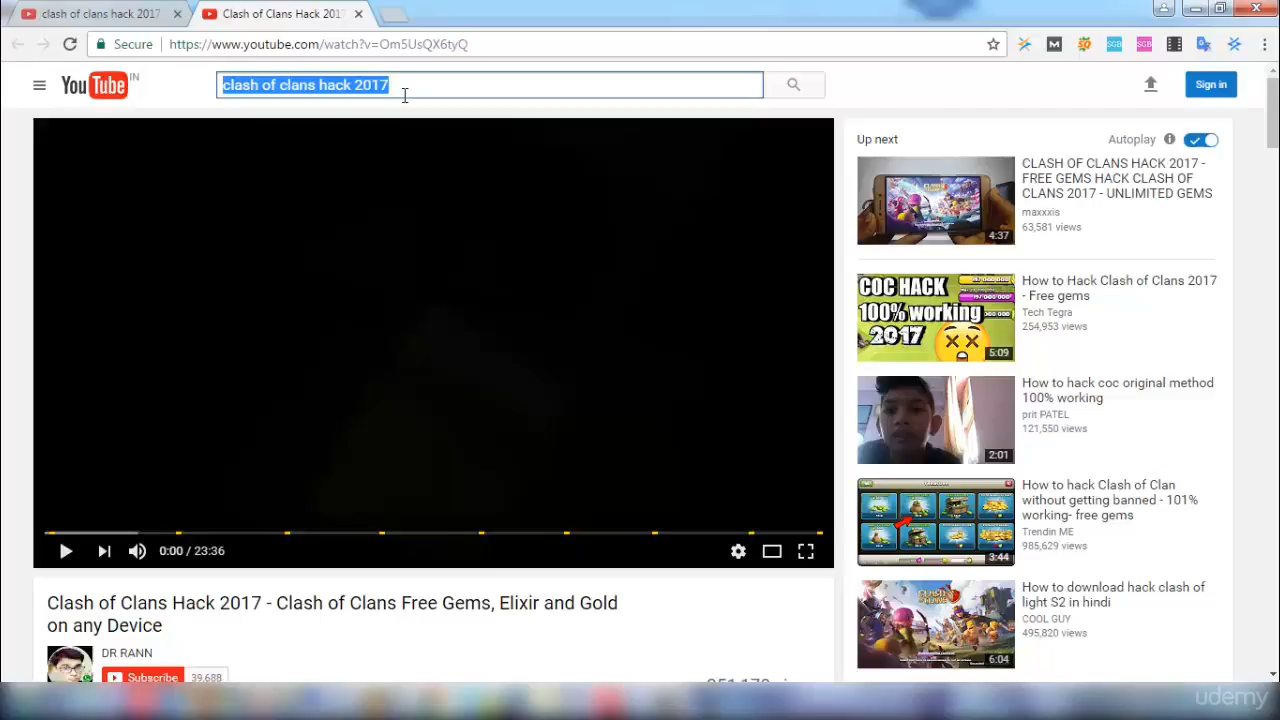 clash of clans hack 2017
Clash of Clans Hack 2017
Secure
https://www.youtube.com/watch?v=Om5UsQX6tyQ
YouTube IN
clash of clans hack 2017
Sign in
Up next
Autoplay
CLASH OF CLANS HACK 2017 -
FREE GEMS HACK CLASH OF
CLANS 2017 - UNLIMITED GEMS
maxxxis
63,581 views
4:37
COC HACK
100% working
2017
5:09
How to Hack Clash of Clans 2017
- Free gems
Tech Tegra
254,953 views
How to hack coc original method
100% working
prit PATEL
121,550 views
2:01
How to hack Clash of Clan
without getting banned - 101%
working- free gems
Trendin ME
985,629 views
3:44
How to download hack clash of
light S2 in hindi
COOL GUY
495,820 views
6:04
0:00 / 23:36
Clash of Clans Hack 2017 - Clash of Clans Free Gems, Elixir and Gold
on any Device
DR RANN
Subscribe
39,688
udemy